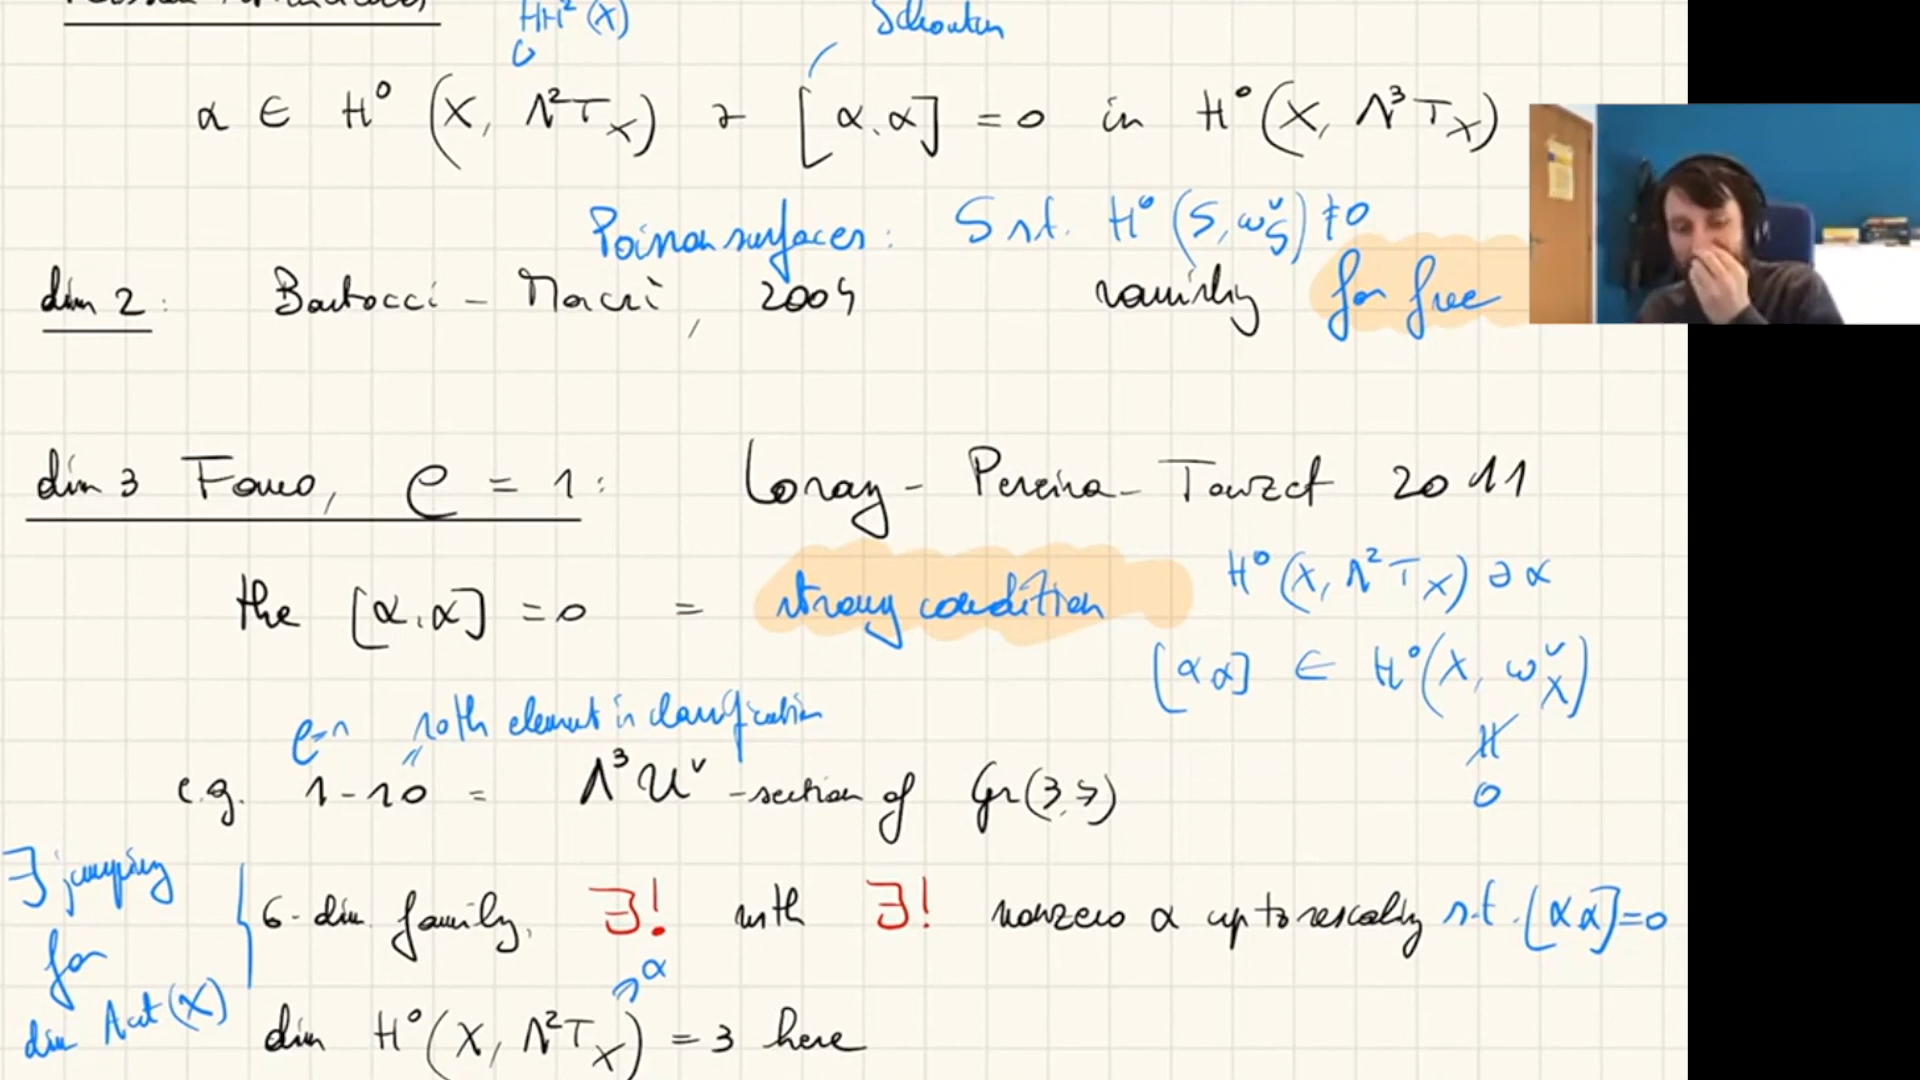 HH²(X) Schouten
α ∈ H⁰(X, Λ²T_X) & [α,α] = 0 in H⁰(X, Λ³T_X)
Poisson surfaces: S s.t. H⁰(S, ω_S^∨) ≠ 0
dim 2: Bartocci – Macrì, 2004 vanishing for free
dim 3 Fano, ρ = 1: Loray – Pereira – Touzet 2011
H⁰(X, Λ²T_X) ∋ α
the [α,α] = 0 = strong condition
[αα] ∈ H⁰(X, ω_X^∨)
ρ=1 10th element in classification
∦
0
e.g. 1-10 = Λ³U^∨-section of Gr(3,7)
∃ jumping
for
dim Aut(X)
6-dim family, ∃! with ∃! nonzero α up to rescaling s.t. [αα]=0
∋ α
dim H⁰(X, Λ²T_X) = 3 here